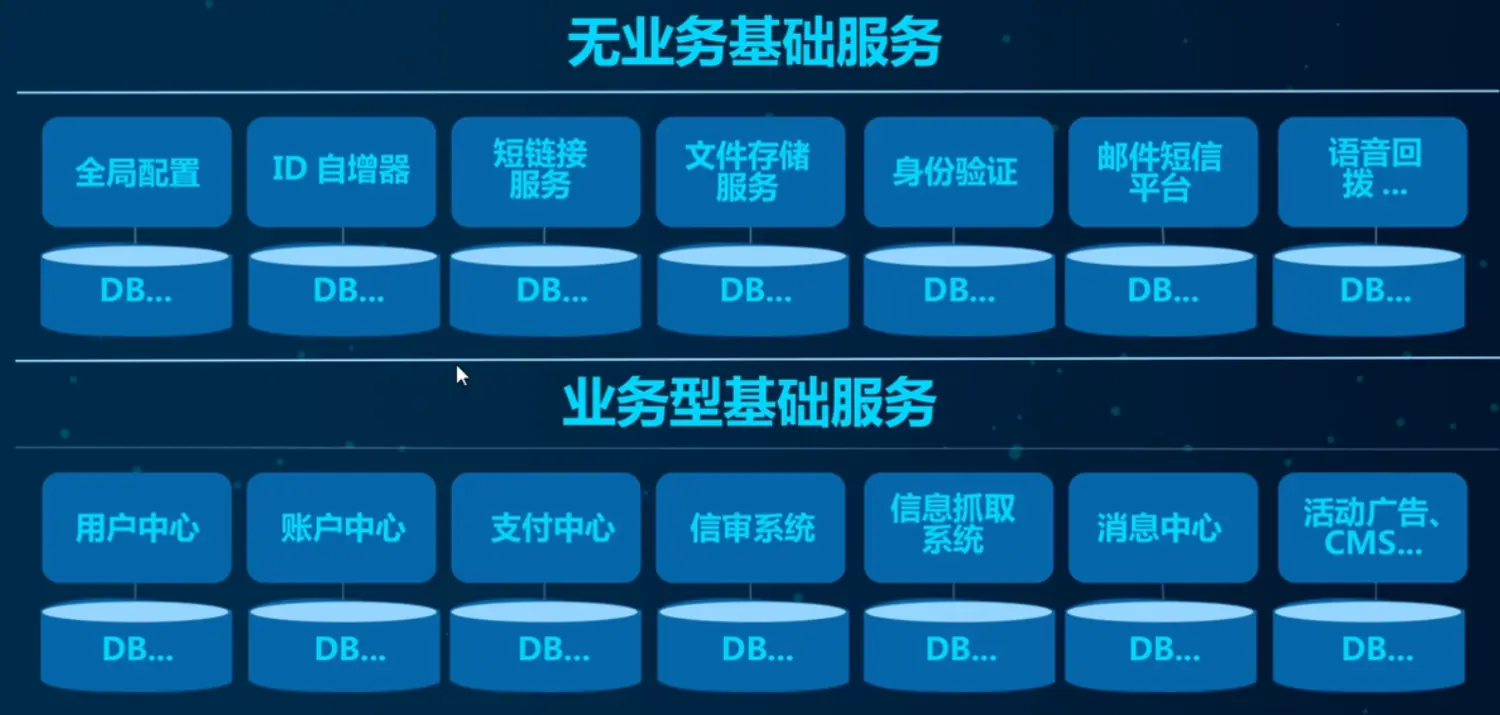 无业务基础服务
全局配置
ID 自增器
短链接
服务
文件存储
服务
身份验证
邮件短信
平台
语音回
拨 ...
DB...
DB...
DB...
DB...
DB...
DB...
DB...
业务型基础服务
用户中心
账户中心
支付中心
信审系统
信息抓取
系统
消息中心
活动广告、
CMS...
DB...
DB...
DB...
DB...
DB...
DB...
DB...